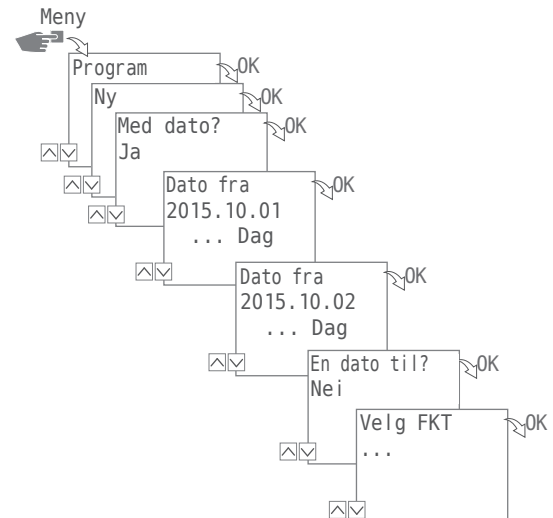 Meny
Program
OK
Ny
OK
Med dato?
OK
Ja
Dato fra
OK
2015.10.01
... Dag
Dato fra
OK
2015.10.02
... Dag
En dato til?
OK
Nei
Velg FKT
OK
...